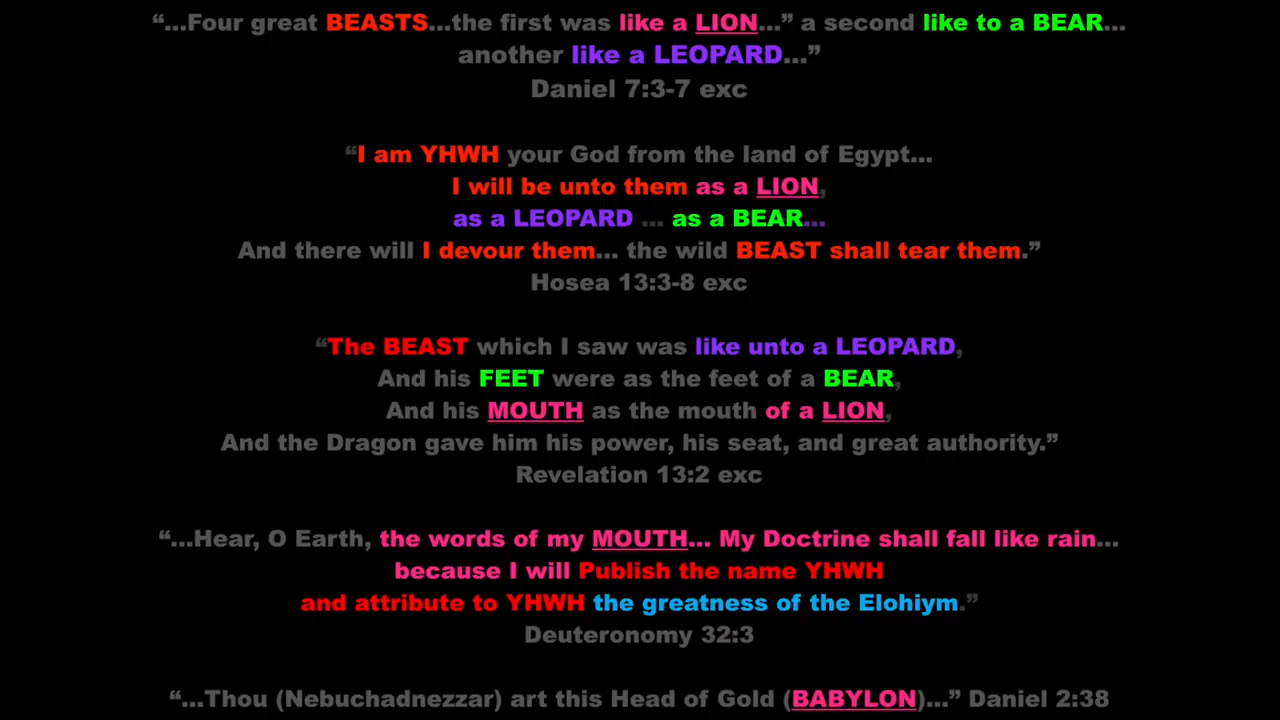 “...Four great BEASTS...the first was like a LION...” a second like to a BEAR...
another like a LEOPARD...”
Daniel 7:3-7 exc
“I am YHWH your God from the land of Egypt...
I will be unto them as a LION,
as a LEOPARD ... as a BEAR...
And there will I devour them... the wild BEAST shall tear them.”
Hosea 13:3-8 exc
“The BEAST which I saw was like unto a LEOPARD,
And his FEET were as the feet of a BEAR,
And his MOUTH as the mouth of a LION,
And the Dragon gave him his power, his seat, and great authority.”
Revelation 13:2 exc
“...Hear, O Earth, the words of my MOUTH... My Doctrine shall fall like rain...
because I will Publish the name YHWH
and attribute to YHWH the greatness of the Elohiym.”
Deuteronomy 32:3
“...Thou (Nebuchadnezzar) art this Head of Gold (BABYLON)...” Daniel 2:38